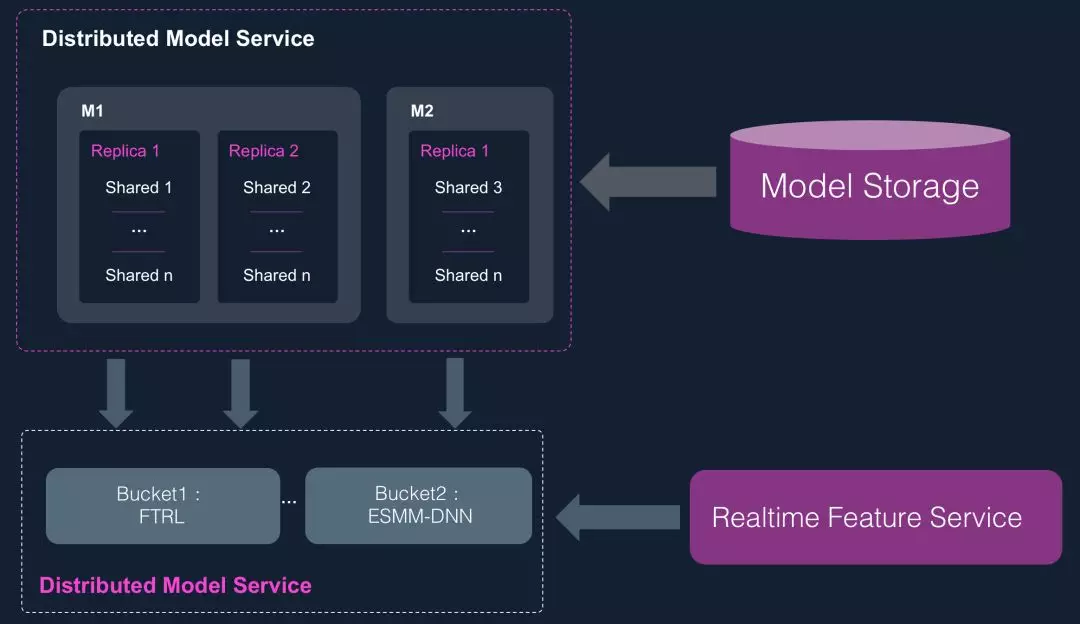 Distributed Model Service
M1
Replica 1
Shared 1
...
Shared n
Replica 2
Shared 2
...
Shared n
M2
Replica 1
Shared 3
...
Shared n
Model Storage
Bucket1：
FTRL
...
Bucket2：
ESMM-DNN
Distributed Model Service
Realtime Feature Service